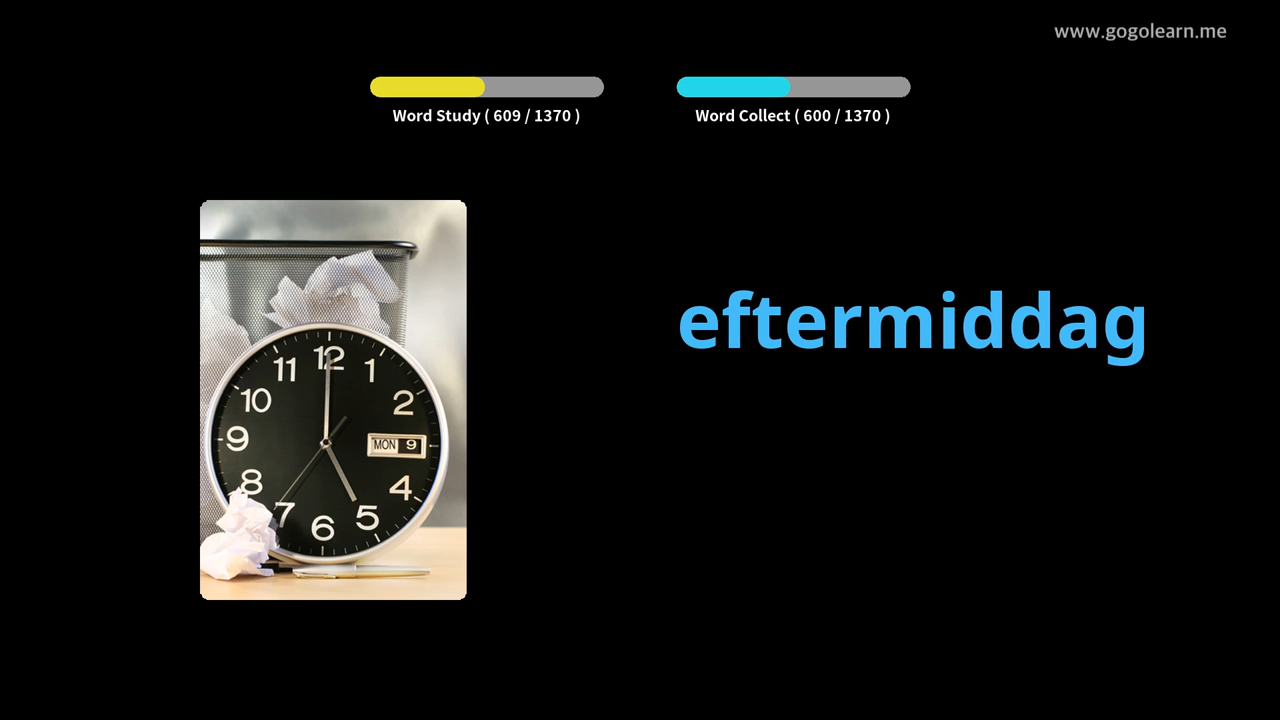 www.gogolearn.me
Word Study ( 609 / 1370 )
Word Collect ( 600 / 1370 )
eftermiddag
12
11
1
10
2
9
MON 9
8
4
7
5
6